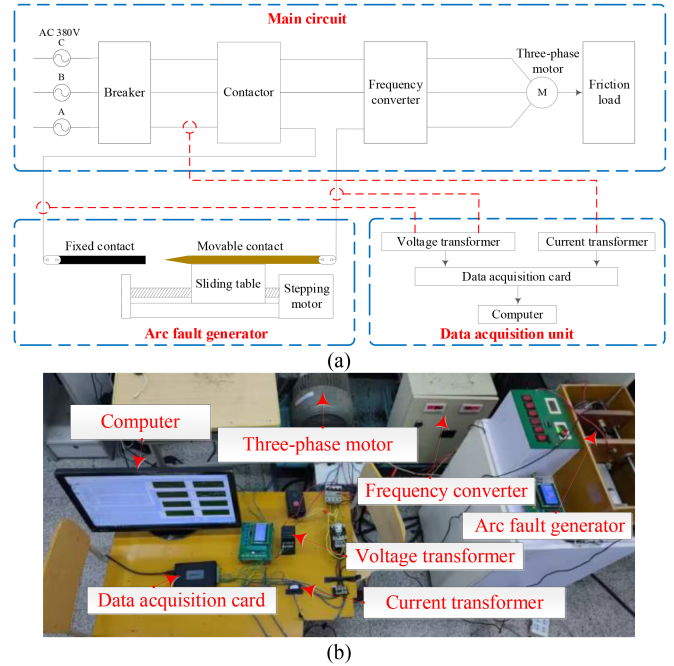 Main circuit
AC 380V
C
B
A
Breaker
Contactor
Frequency
converter
Three-phase
motor
M
Friction
load
Fixed contact
Movable contact
Sliding table
Stepping
motor
Arc fault generator
Voltage transformer
Current transformer
Data acquisition card
Computer
Data acquisition unit
(a)
Computer
Three-phase motor
Frequency converter
Arc fault generator
Voltage transformer
Data acquisition card
Current transformer
(b)